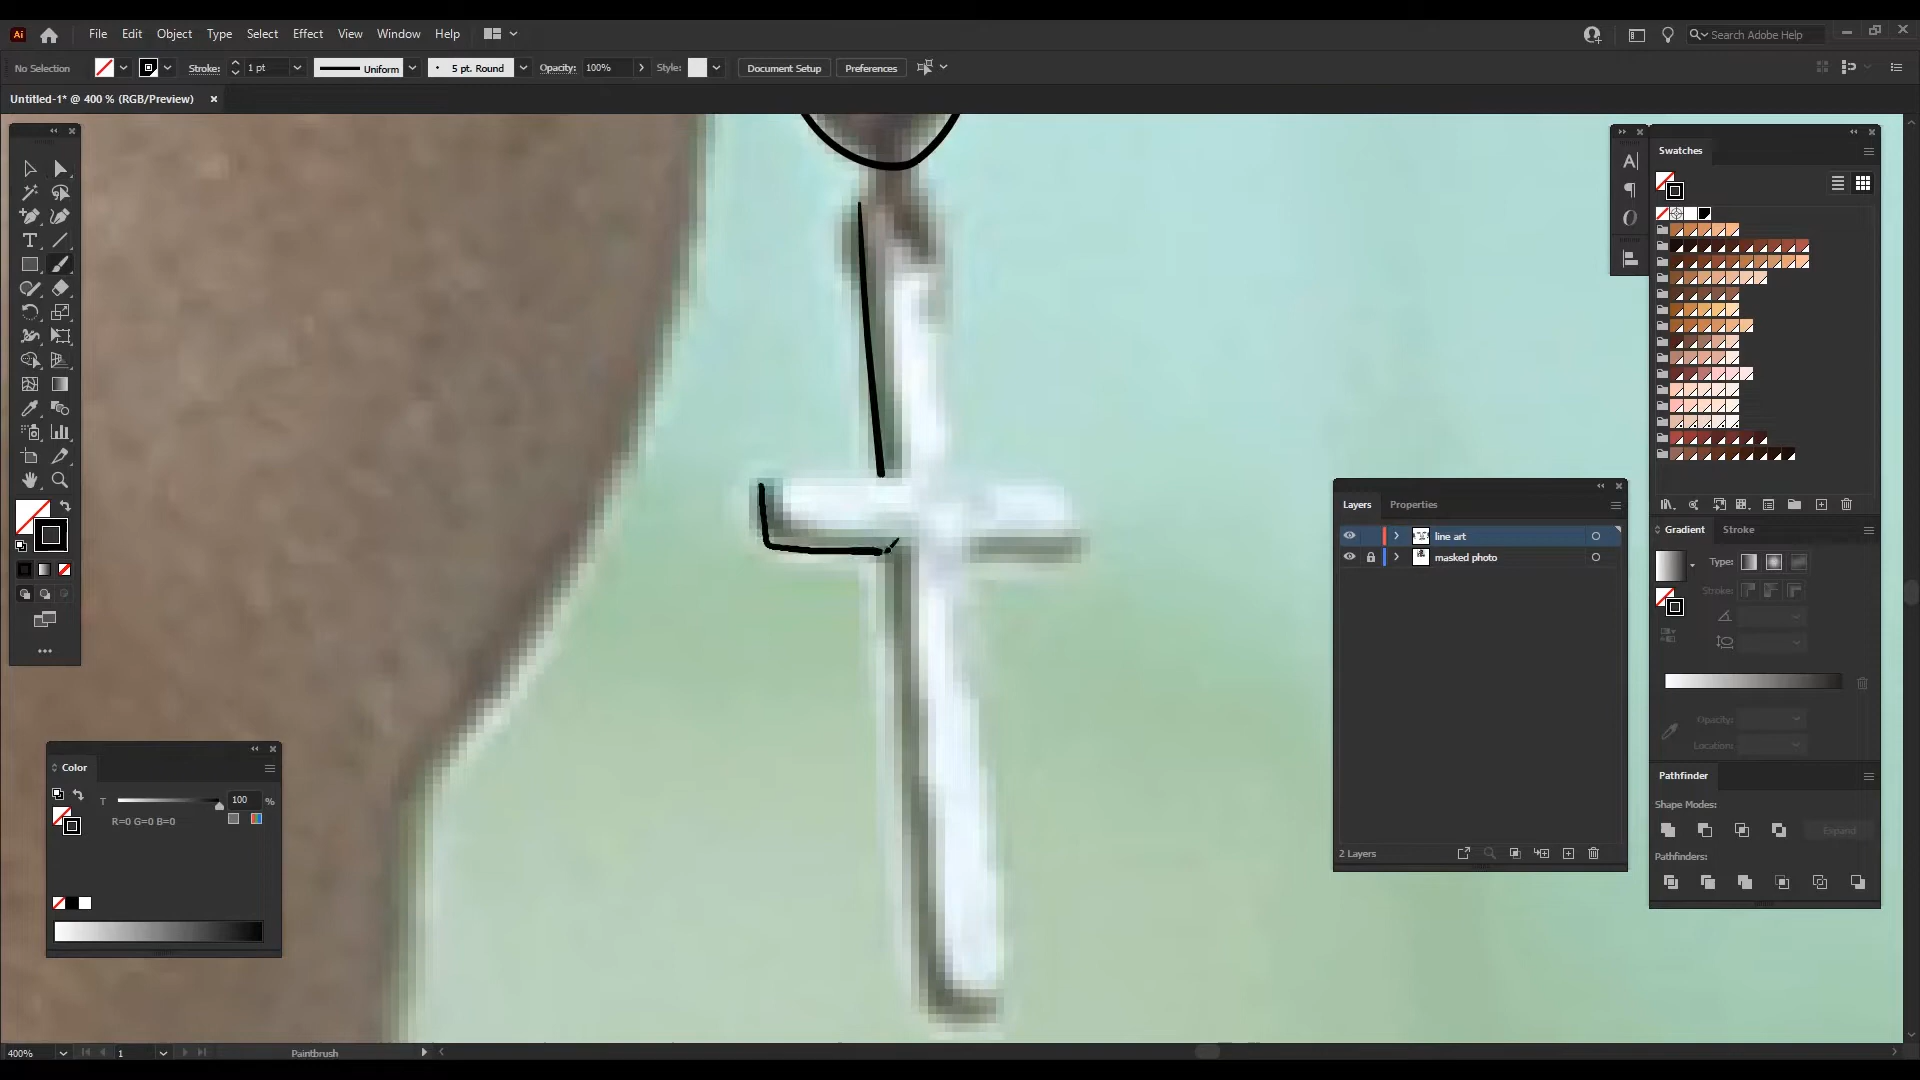 Ai File Edit Object Type Select Effect View Window Help Search Adobe Help
No Selection Stroke: 1 pt Uniform 5 pt. Round Opacity: 100% Style: Document Setup Preferences
Untitled-1* @ 400 % (RGB/Preview)
Swatches
Layers Properties
line art
masked photo
2 Layers
Gradient Stroke
Type:
Stroke:
Opacity:
Location:
Pathfinder
Shape Modes:
Expand
Pathfinders:
Color
T 100 %
R=0 G=0 B=0
400% 1 Paintbrush